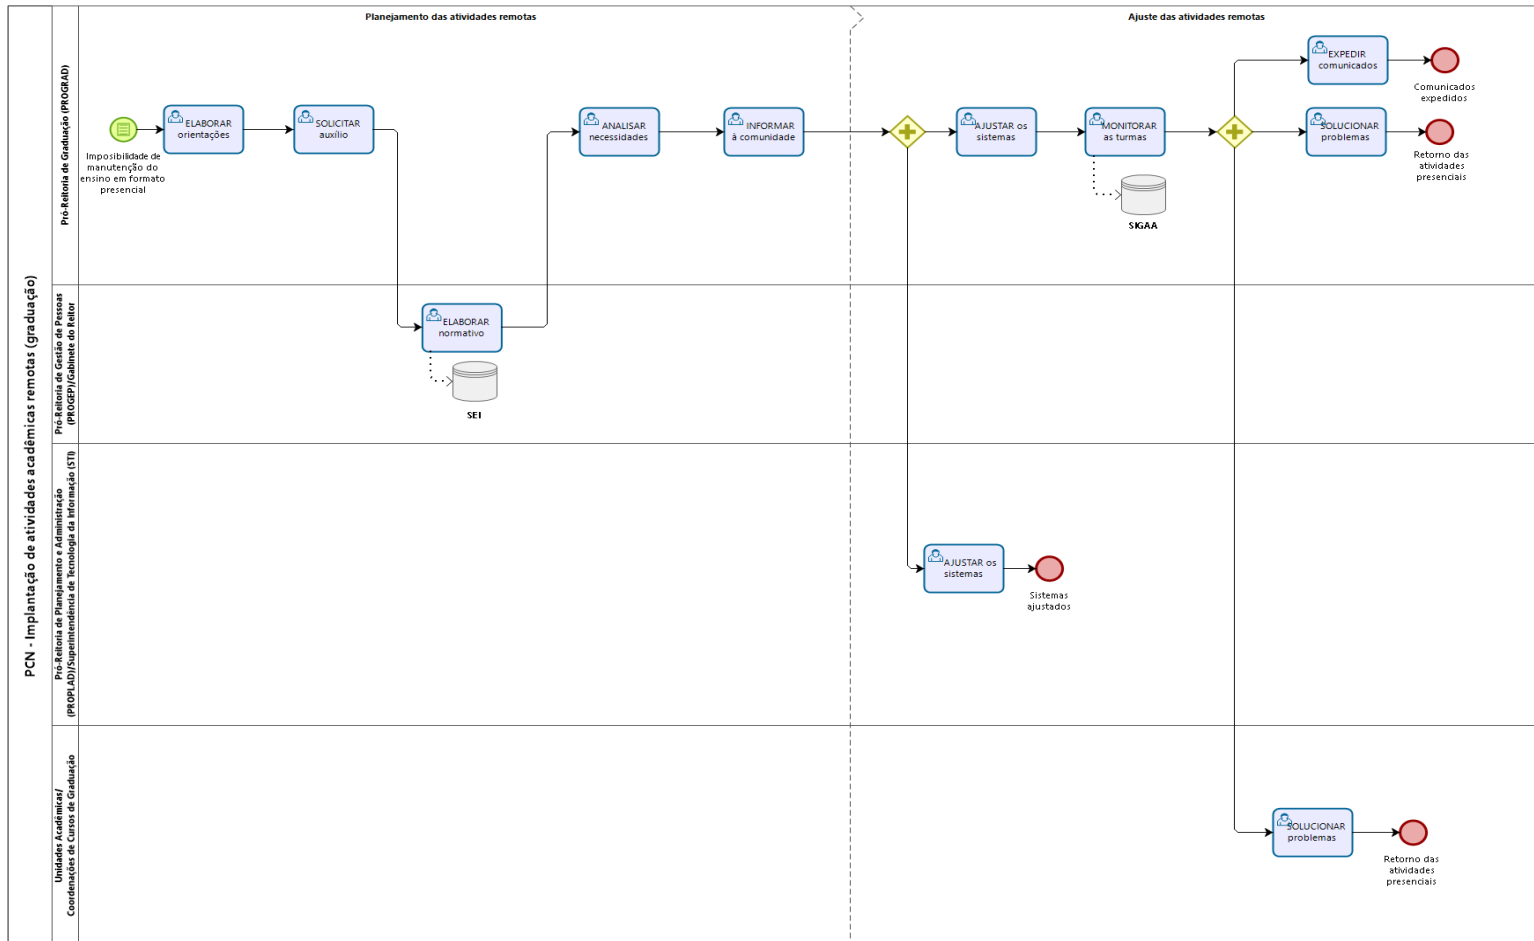 PCN - Implantação de atividades acadêmicas remotas (graduação)
Planejamento das atividades remotas
Ajuste das atividades remotas
Pró-Reitoria de Graduação (PROGRAD)
Imposibilidade de
manutenção do
ensino em formato
presencial
ELABORAR
orientações
SOLICITAR
auxílio
ANALISAR
necessidades
INFORMAR
à comunidade
AJUSTAR os
sistemas
MONITORAR
as turmas
SIGAA
EXPEDIR
comunicados
Comunicados
expedidos
SOLUCIONAR
problemas
Retorno das
atividades
presenciais
Pró-Reitoria de Gestão de Pessoas
(PROGEP)/Gabinete do Reitor
ELABORAR
normativo
SEI
Pró-Reitoria de Planejamento e Administração
(PROPLAD)/Superintendência de Tecnologia da Informação (STI)
AJUSTAR os
sistemas
Sistemas
ajustados
Unidades Acadêmicas/
Coordenações de Cursos de Graduação
SOLUCIONAR
problemas
Retorno das
atividades
presenciais